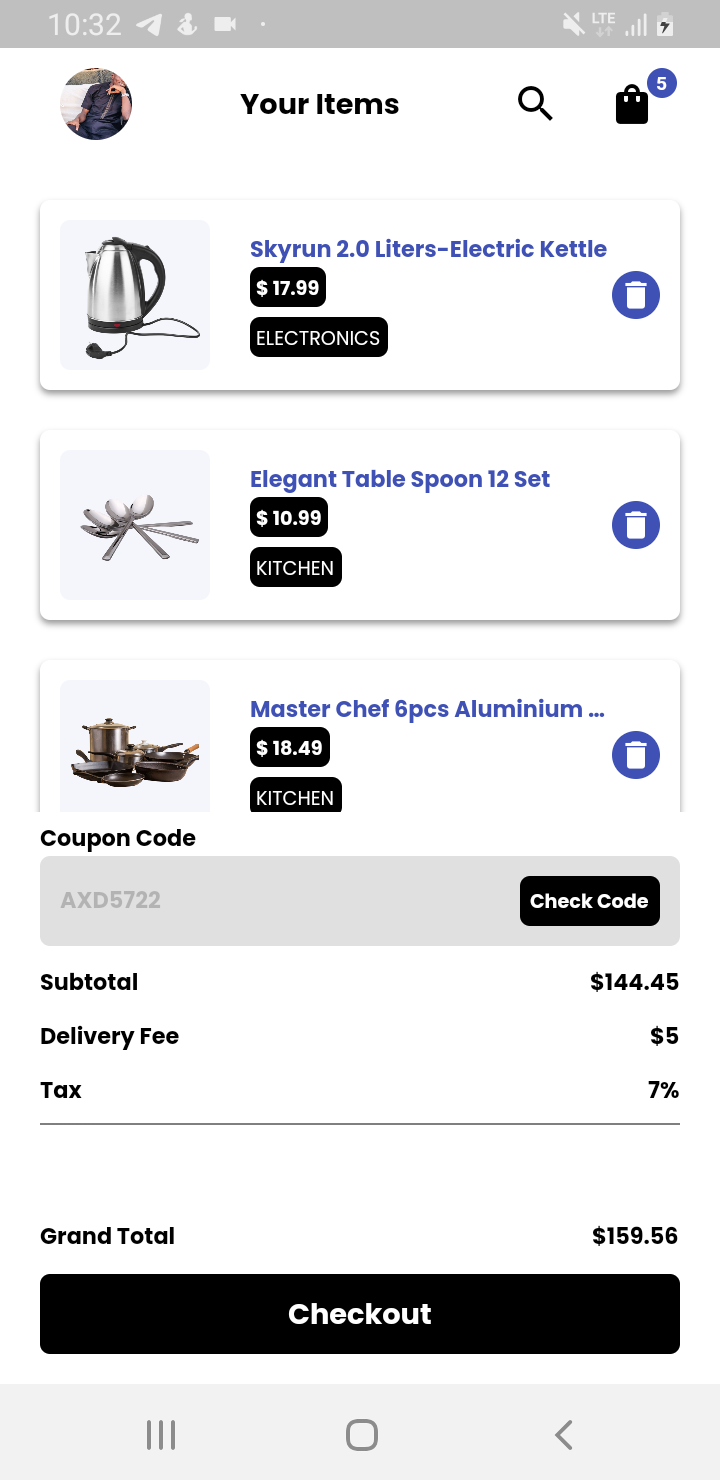 10:32
LTE
Your Items
5
Skyrun 2.0 Liters-Electric Kettle
$ 17.99
ELECTRONICS
Elegant Table Spoon 12 Set
$ 10.99
KITCHEN
Master Chef 6pcs Aluminium ...
$ 18.49
KITCHEN
Coupon Code
AXD5722
Check Code
Subtotal $144.45
Delivery Fee $5
Tax 7%
Grand Total $159.56
Checkout